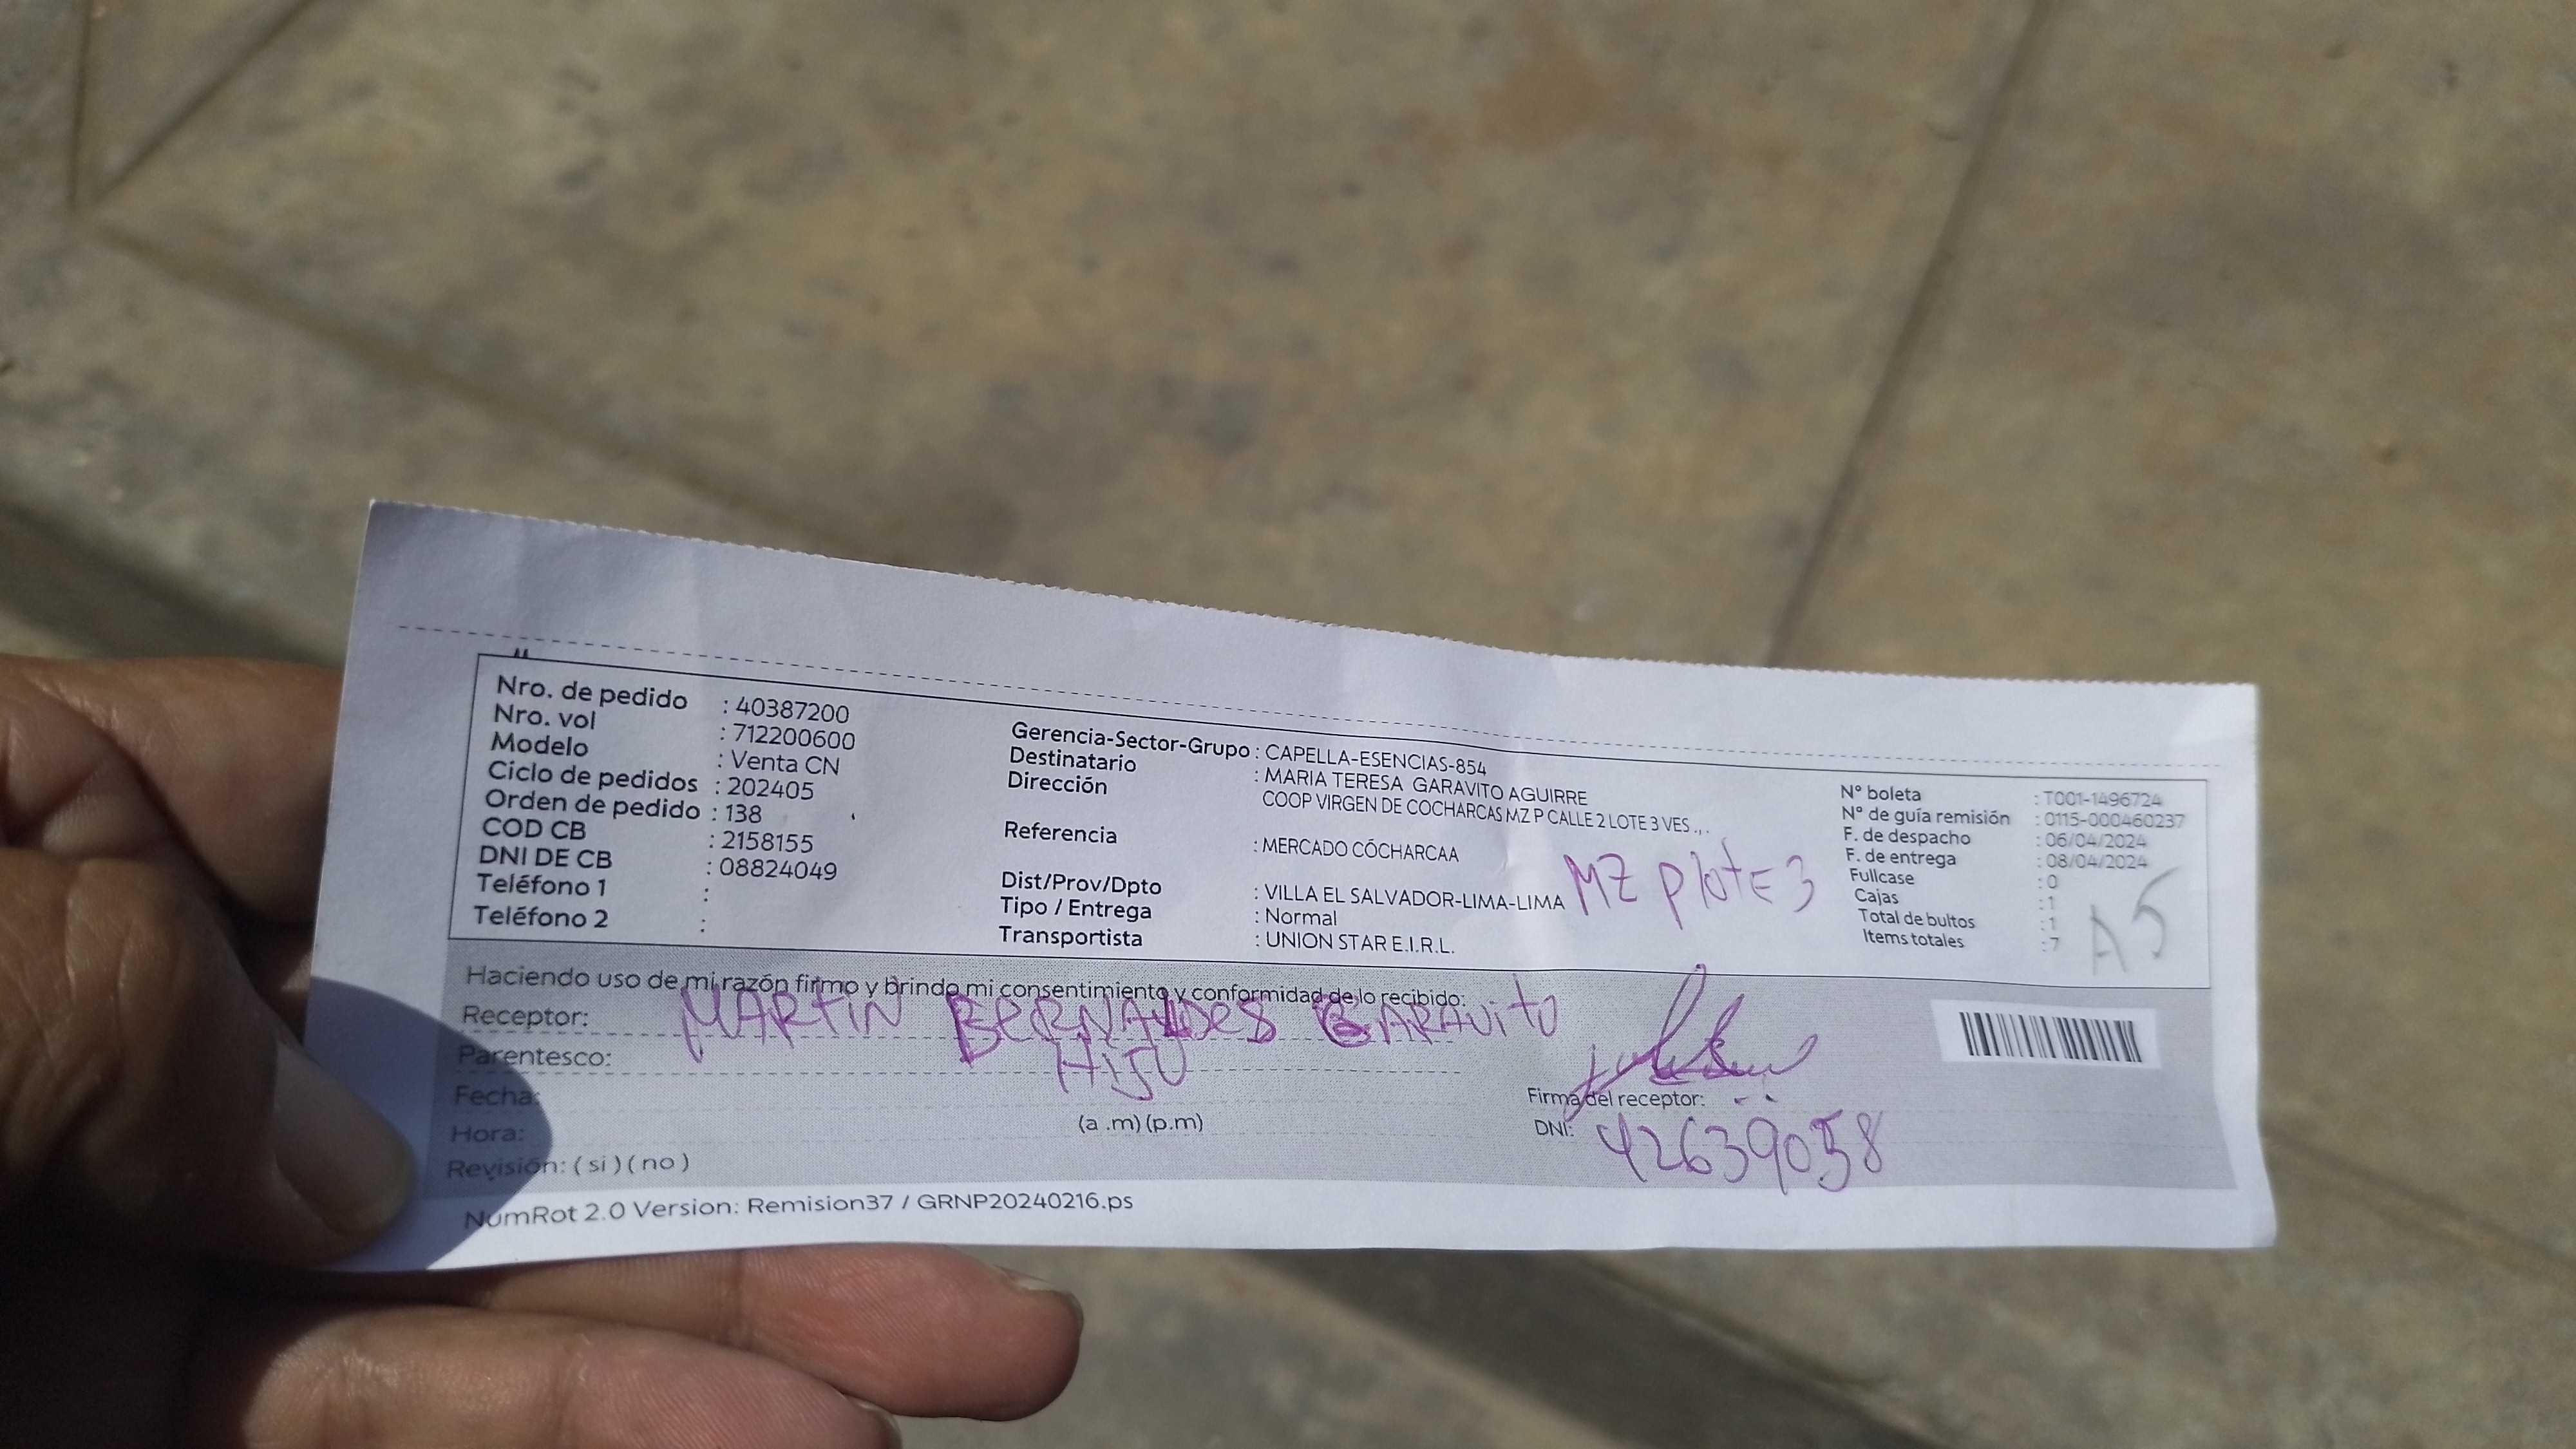 Nro. de pedido : 40387200
Nro. vol : 712200600
Modelo : Venta CN
Ciclo de pedidos : 202405
Orden de pedido : 138
COD CB : 2158155
DNI DE CB : 08824049
Teléfono 1 :
Teléfono 2 :
Gerencia-Sector-Grupo : CAPELLA-ESENCIAS-854
Destinatario : MARIA TERESA GARAVITO AGUIRRE
Dirección COOP VIRGEN DE COCHARCAS MZ P CALLE 2 LOTE 3 VES .,.
Referencia : MERCADO CÓCHARCAA
MZ P lote 3
Dist/Prov/Dpto : VILLA EL SALVADOR-LIMA-LIMA
Tipo / Entrega : Normal
Transportista : UNION STAR E.I.R.L.
N° boleta : T001-1496724
N° de guía remisión : 0115-000460237
F. de despacho : 06/04/2024
F. de entrega : 08/04/2024
Fullcase : 0
Cajas : 1
Total de bultos : 1
Items totales : 7
A5
Haciendo uso de mi razón firmo y brindo mi consentimiento y conformidad de lo recibido:
Receptor: MARTIN BERNALDES GARAVITO
Parentesco: HIJO
Fecha:
Hora: (a .m) (p.m)
Revisión: ( si ) ( no )
Firma del receptor:
DNI: 42639058
NumRot 2.0 Version: Remision37 / GRNP20240216.ps